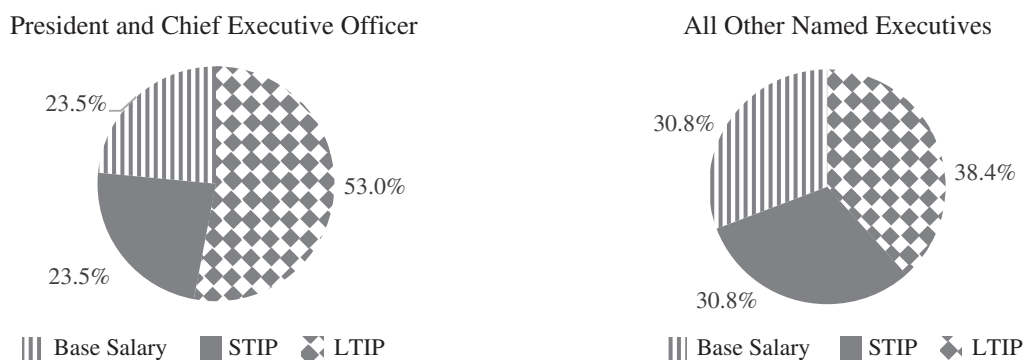 President and Chief Executive Officer
23.5%
53.0%
23.5%
Base Salary STIP LTIP
All Other Named Executives
30.8%
38.4%
30.8%
Base Salary STIP LTIP